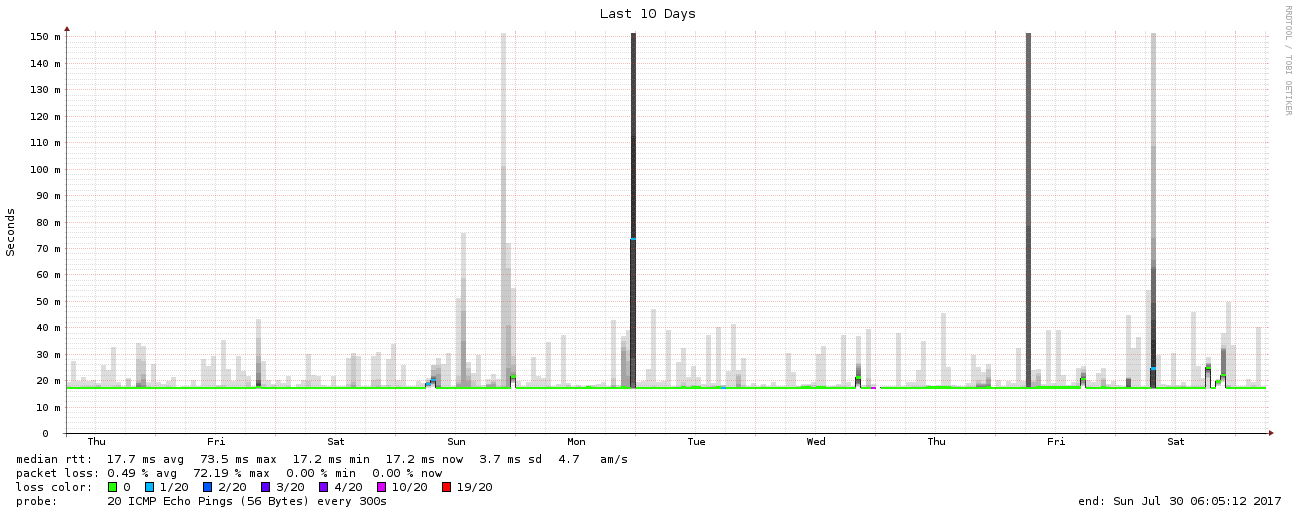 Last 10 Days
RRDTOOL / TOBI OETIKER
Seconds
150 m
140 m
130 m
120 m
110 m
100 m
90 m
80 m
70 m
60 m
50 m
40 m
30 m
20 m
10 m
0
Thu Fri Sat Sun Mon Tue Wed Thu Fri Sat
median rtt: 17.7 ms avg 73.5 ms max 17.2 ms min 17.2 ms now 3.7 ms sd 4.7 am/s
packet loss: 0.49 % avg 72.19 % max 0.00 % min 0.00 % now
loss color: 0 1/20 2/20 3/20 4/20 10/20 19/20
probe: 20 ICMP Echo Pings (56 Bytes) every 300s end: Sun Jul 30 06:05:12 2017